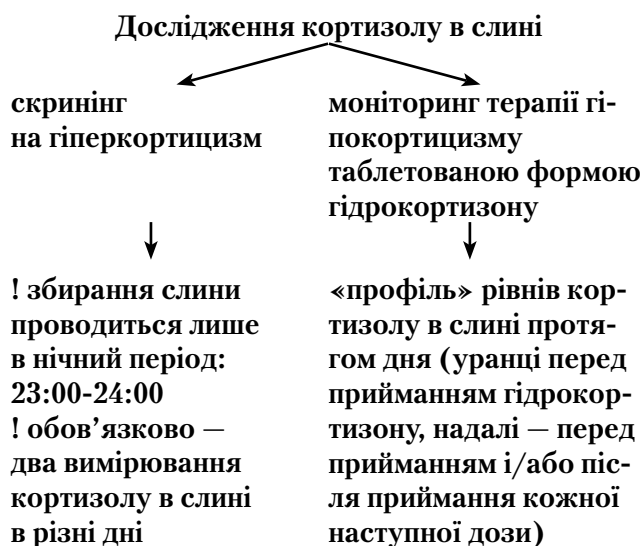 Дослідження кортизолу в слині
скринінг
на гіперкортицизм
! збирання слини
проводиться лише
в нічний період:
23:00-24:00
! обов’язково —
два вимірювання
кортизолу в слині
в різні дні
моніторинг терапії гі-
покортицизму
таблетованою формою
гідрокортизону
«профіль» рівнів кор-
тизолу в слині протя-
гом дня (уранці перед
прийманням гідрокор-
тизону, надалі — перед
прийманням і/або піс-
ля приймання кожної
наступної дози)